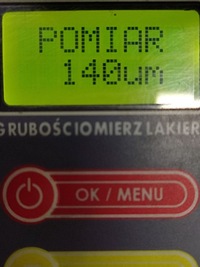 POMIAR
140um
GRUBOŚCIOMIERZ LAKIER
OK / MENU